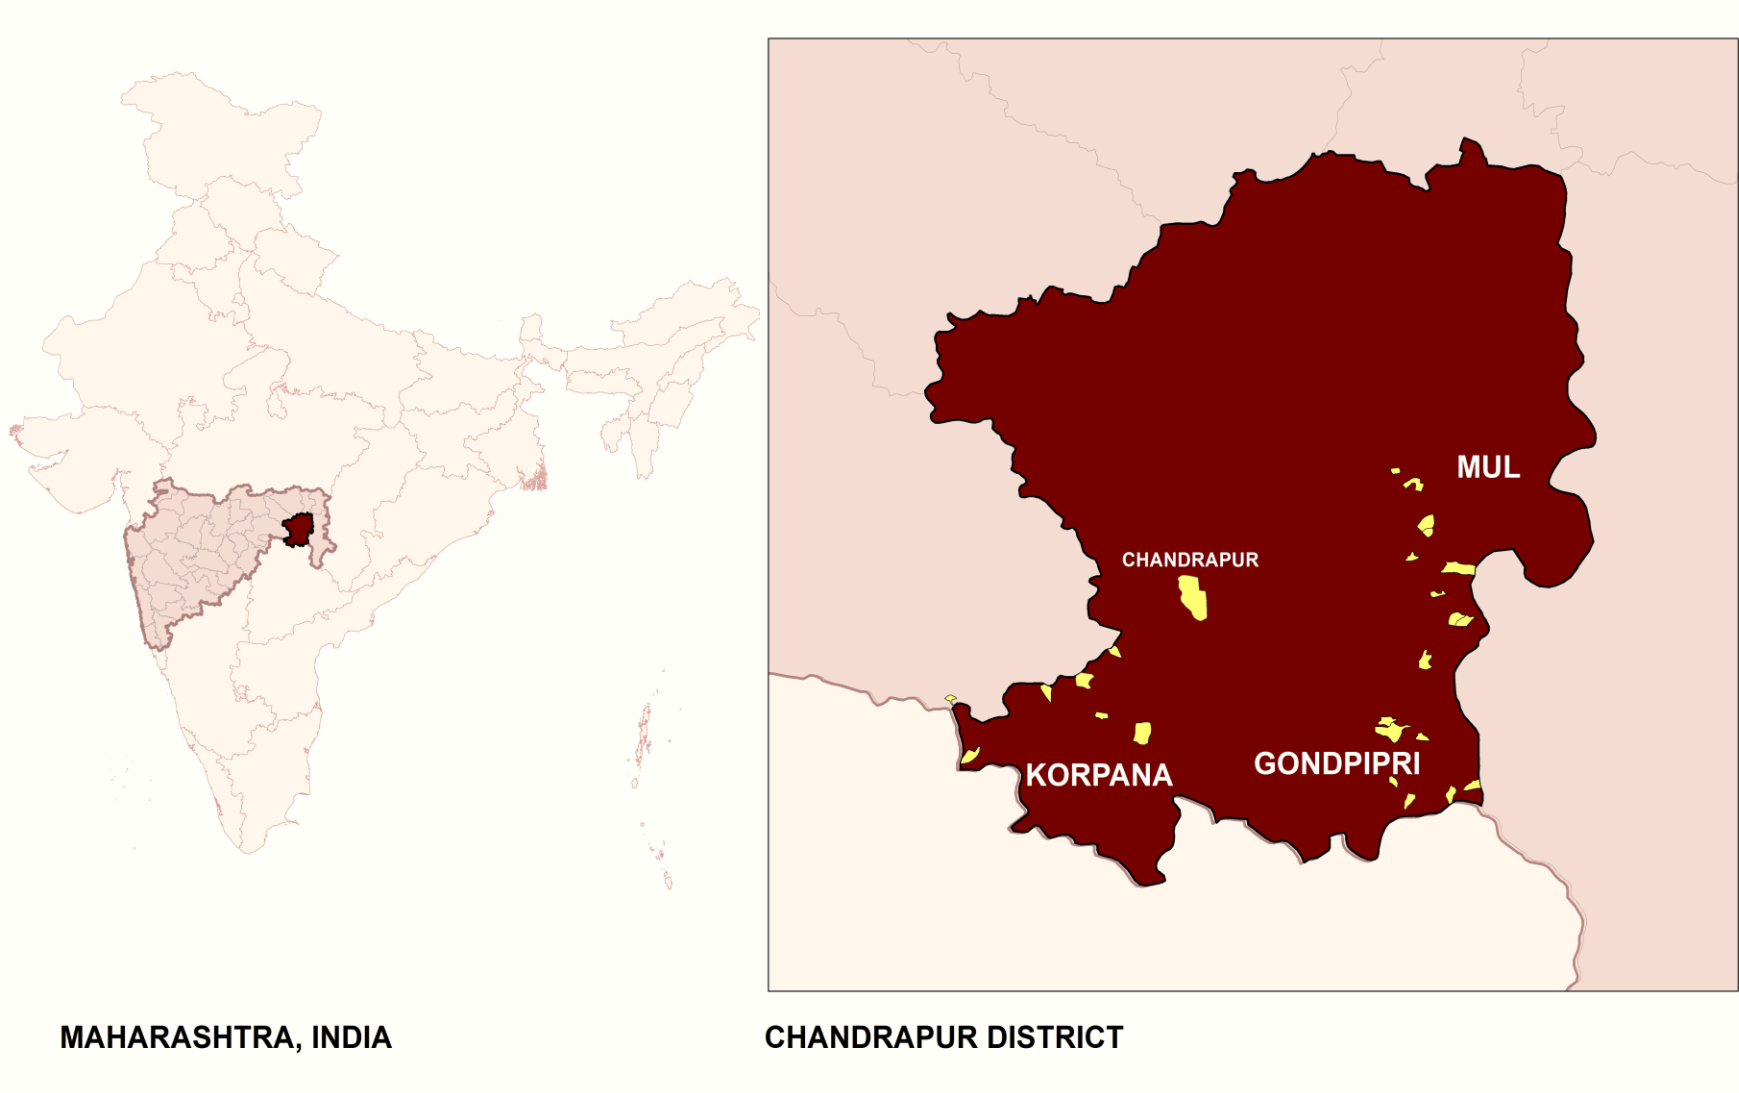 MUL
CHANDRAPUR
GONDPIPRI
KORPANA
MAHARASHTRA, INDIA
CHANDRAPUR DISTRICT